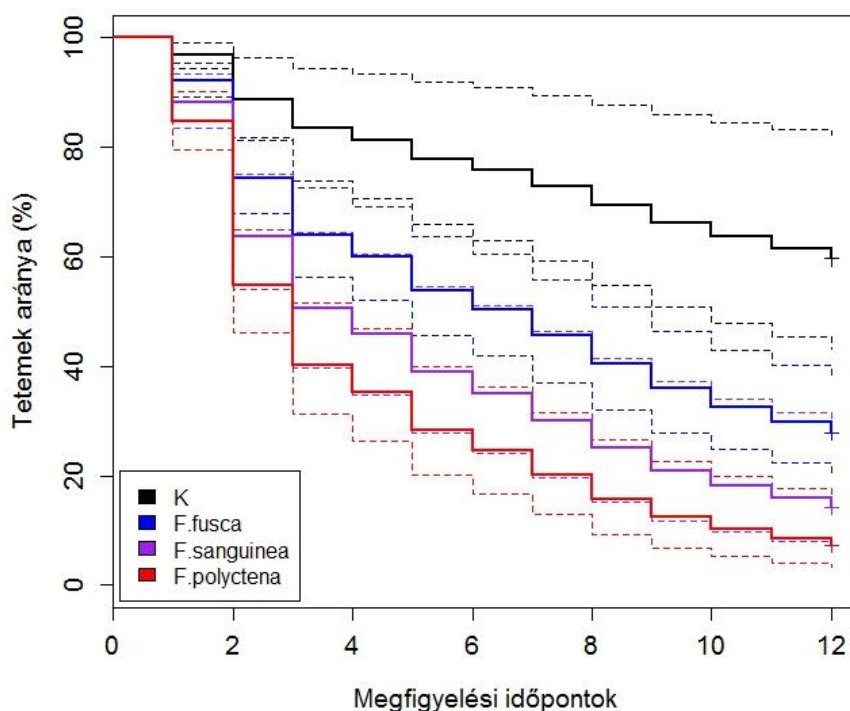 100
80
60
40
20
0
Tetemek aránya (%)
K
F.fusca
F.sanguinea
F.polyctena
0 2 4 6 8 10 12
Megfigyelési időpontok